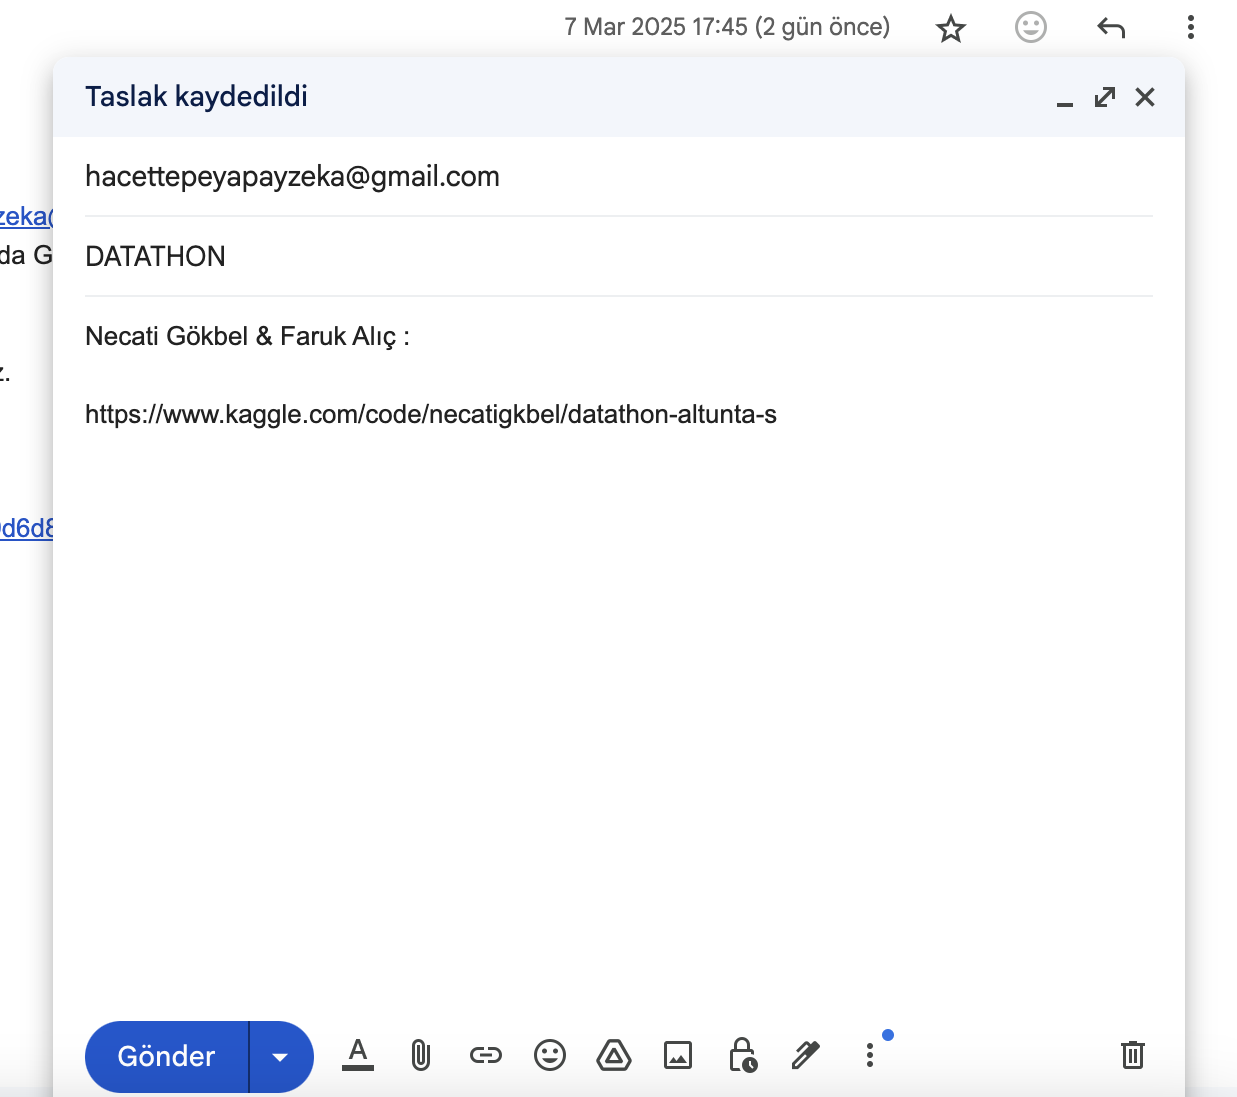 7 Mar 2025 17:45 (2 gün önce)
Taslak kaydedildi
hacettepeyapayzeka@gmail.com
zeka@
DATATHON
da G
Necati Gökbel & Faruk Alıç :
z.
https://www.kaggle.com/code/necatigkbel/datathon-altunta-s
d6d8
Gönder